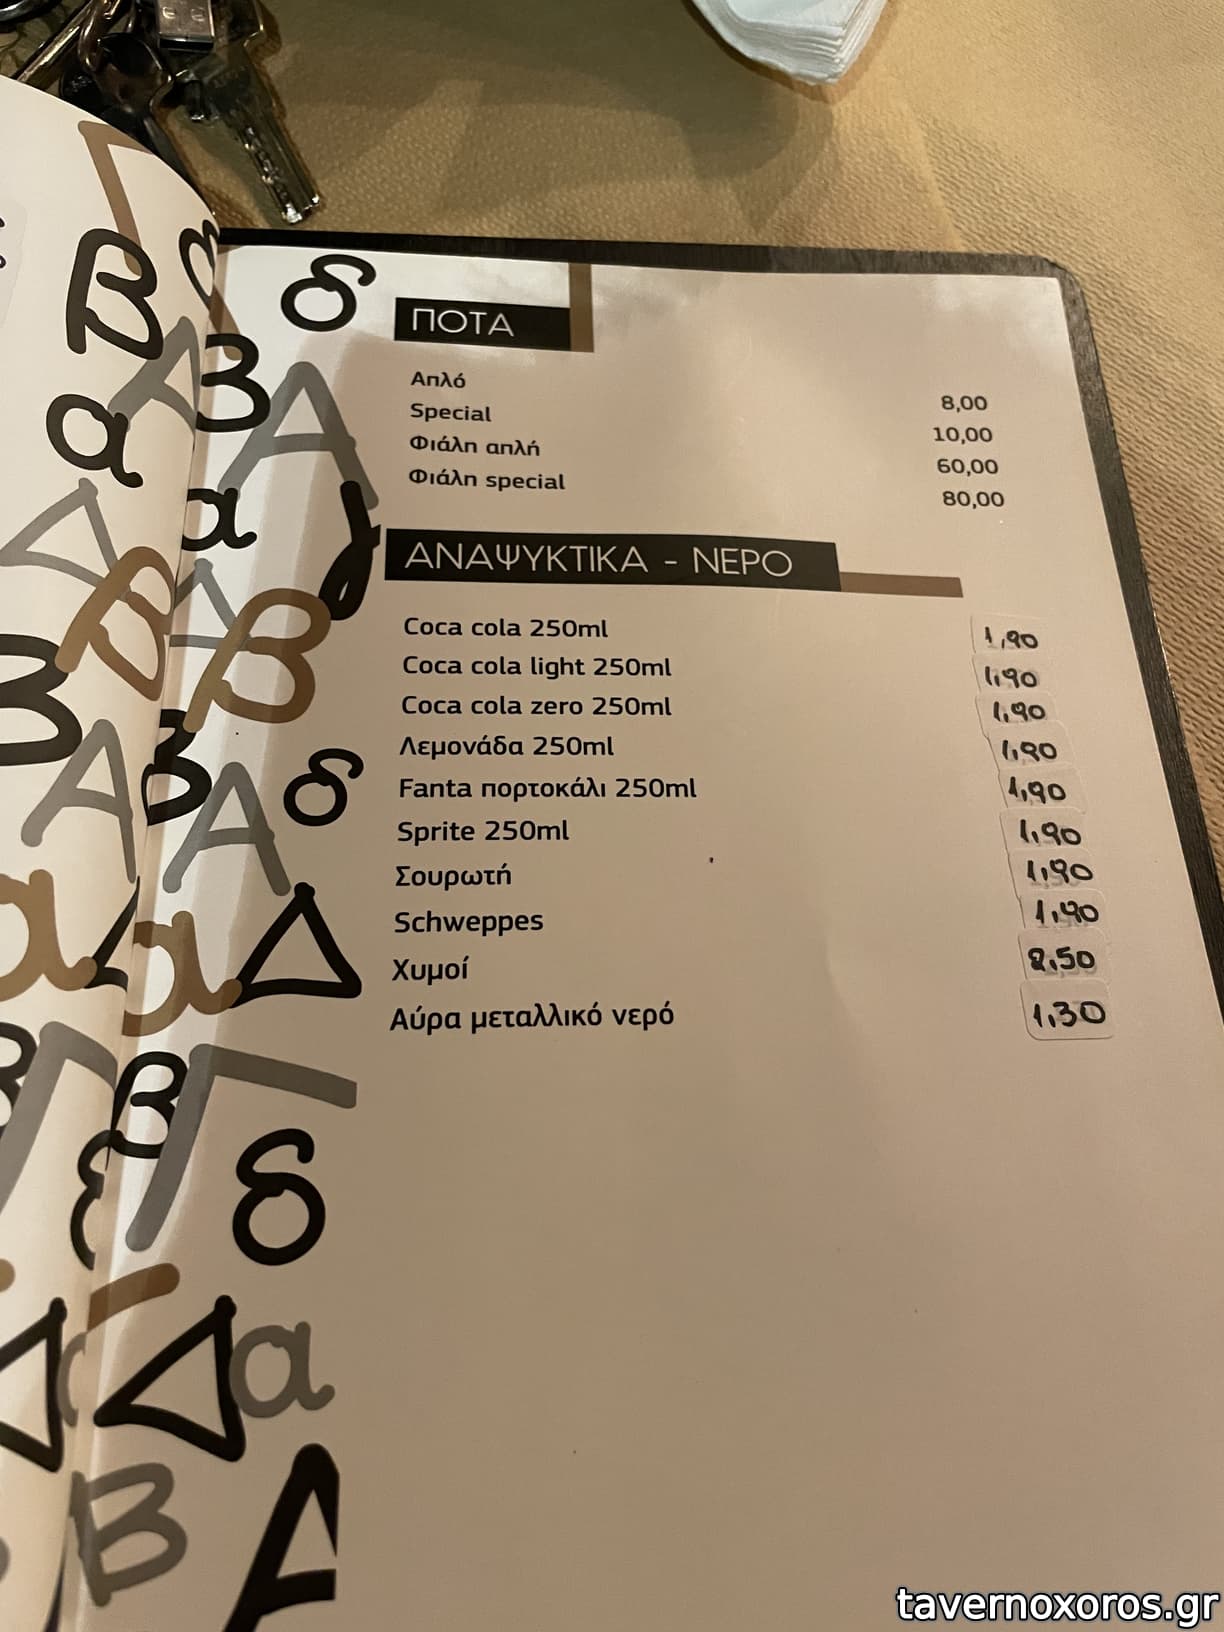 ΠΟΤΑ
Απλό 8,00
Special 10,00
Φιάλη απλή 60,00
Φιάλη special 80,00
ΑΝΑΨΥΚΤΙΚΑ - ΝΕΡΟ
Coca cola 250ml 1,90
Coca cola light 250ml 1,90
Coca cola zero 250ml 1,90
Λεμονάδα 250ml 1,90
Fanta πορτοκάλι 250ml 1,90
Sprite 250ml 1,90
Σουρωτή 1,90
Schweppes 1,90
Χυμοί 2,50
Αύρα μεταλλικό νερό 1,30
tavernoxoros.gr